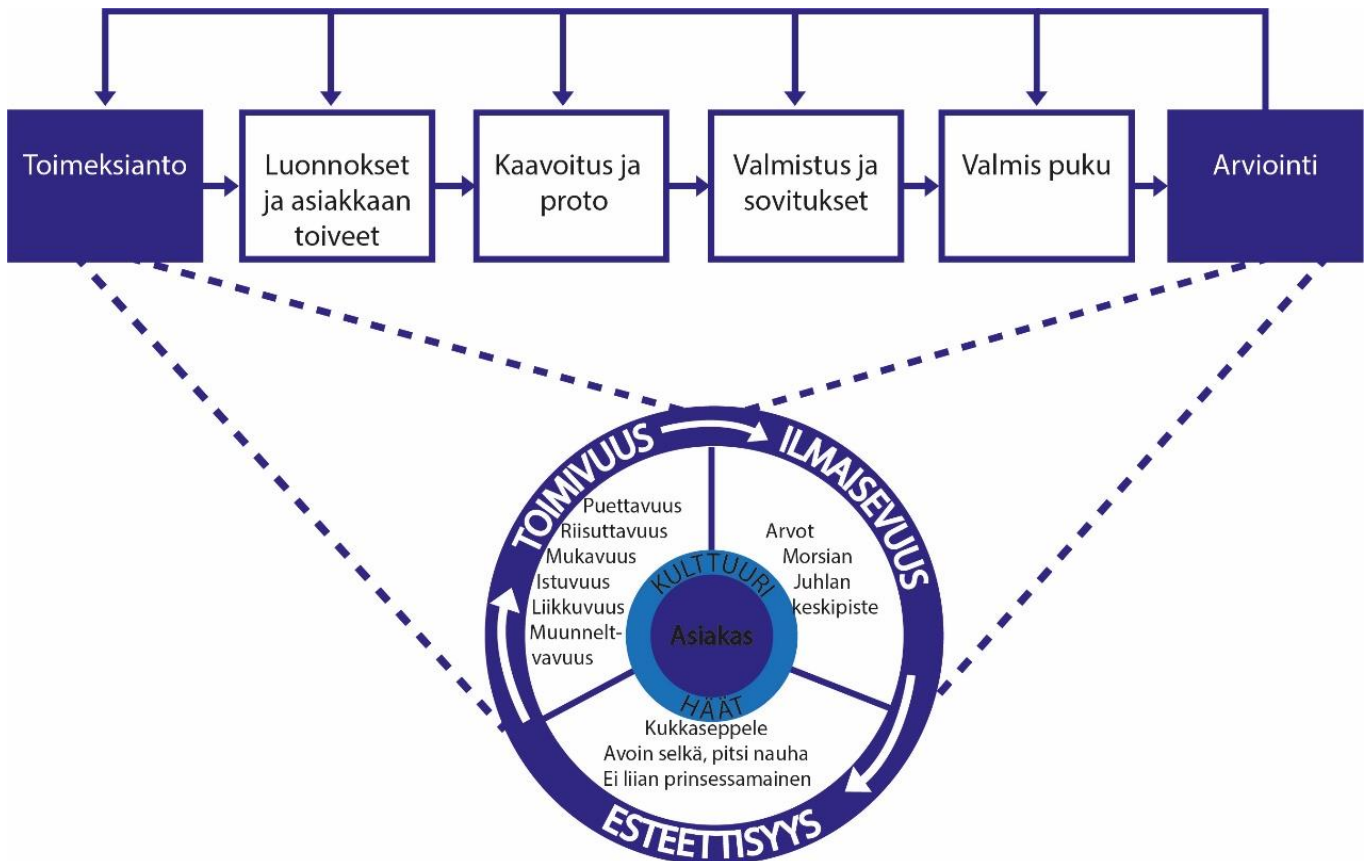 Toimeksianto
Luonnokset
ja asiakkaan
toiveet
Kaavoitus ja
proto
Valmistus ja
sovitukset
Valmis puku
Arviointi
TOIMIVUUS
ILMAISEVUUS
Puettavuus
Riisuttavuus
Mukavuus
Istuvuus
Liikkuvuus
Muunnelt-
vavuus
Arvot
Morsian
Juhlan
keskipiste
KULTTUURI
Asiakas
HÄÄT
Kukkaseppele
Avoin selkä, pitsi nauha
Ei liian prinsessamainen
ESTEETTISYYS